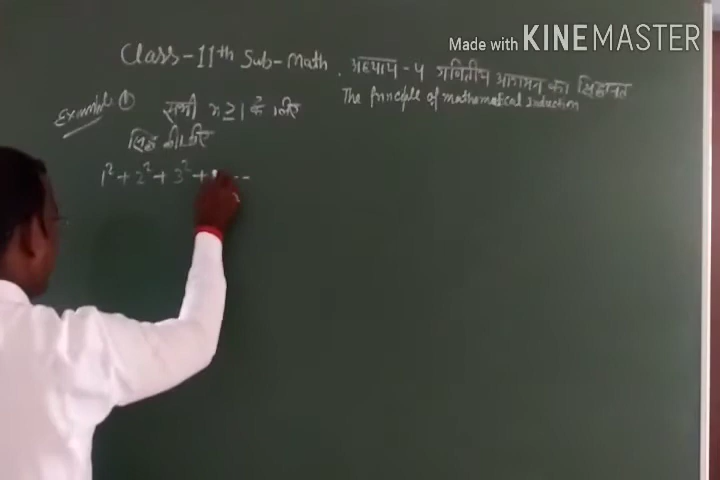 Made with KINEMASTER
Class-11th Sub-Math. अध्याय-4 गणितीय आगमन का सिद्धान्त
The Principle of mathematical induction
Example ① सभी n ≥ 1 के लिए
सिद्ध कीजिए
1² + 2² + 3² +